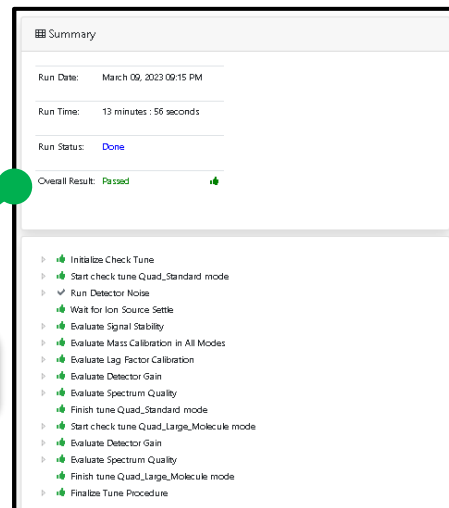 Summary
Run Date: March 09, 2023 09:15 PM
Run Time: 13 minutes : 56 seconds
Run Status: Done
Overall Result: Passed
Initialize Check Tune
Start check tune Quad_Standard mode
Run Detector Noise
Wait for Ion Source Settle
Evaluate Signal Stability
Evaluate Mass Calibration in All Modes
Evaluate Lag Factor Calibration
Evaluate Detector Gain
Evaluate Spectrum Quality
Finish tune Quad_Standard mode
Start check tune Quad_Large_Molecule mode
Evaluate Detector Gain
Evaluate Spectrum Quality
Finish tune Quad_Large_Molecule mode
Finalize Tune Procedure